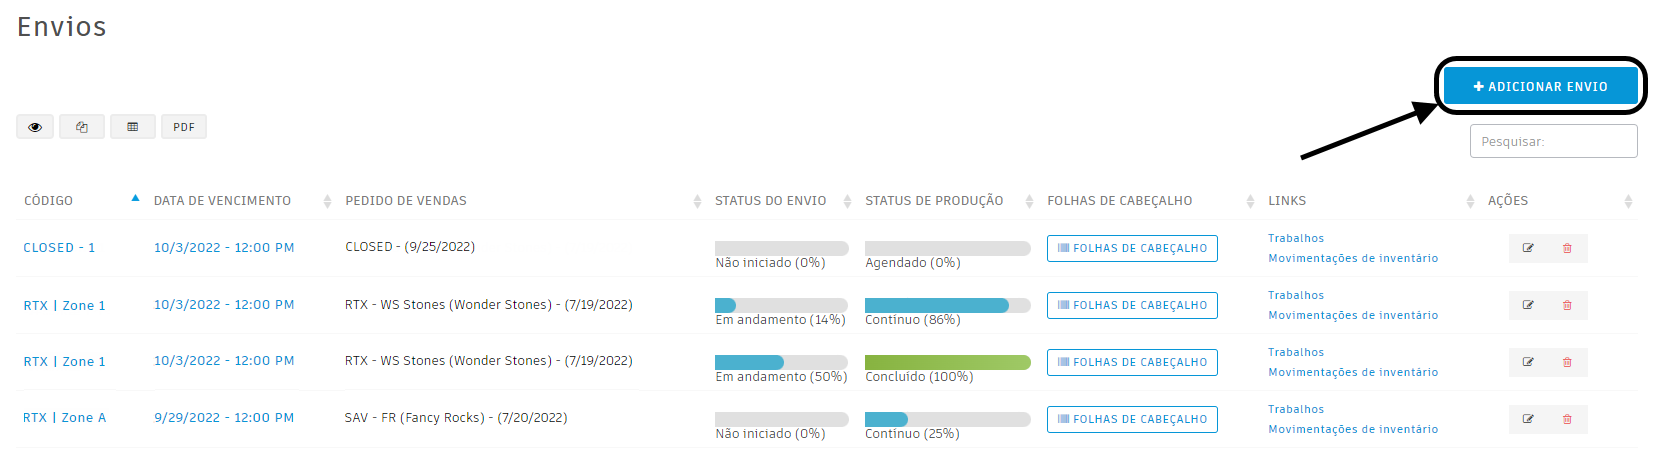 Envios
ADICIONAR ENVIO
PDF
Pesquisar:
CÓDIGO DATA DE VENCIMENTO PEDIDO DE VENDAS STATUS DO ENVIO STATUS DE PRODUÇÃO FOLHAS DE CABEÇALHO LINKS AÇÕES
CLOSED - 1 10/3/2022 - 12:00 PM CLOSED - (9/25/2022) Não iniciado (0%) Agendado (0%) FOLHAS DE CABEÇALHO Trabalhos
Movimentações de inventário
RTX | Zone 1 10/3/2022 - 12:00 PM RTX - WS Stones (Wonder Stones) - (7/19/2022) Em andamento (14%) Contínuo (86%) FOLHAS DE CABEÇALHO Trabalhos
Movimentações de inventário
RTX | Zone 1 10/3/2022 - 12:00 PM RTX - WS Stones (Wonder Stones) - (7/19/2022) Em andamento (50%) Concluído (100%) FOLHAS DE CABEÇALHO Trabalhos
Movimentações de inventário
RTX | Zone A 9/29/2022 - 12:00 PM SAV - FR (Fancy Rocks) - (7/20/2022) Não iniciado (0%) Contínuo (25%) FOLHAS DE CABEÇALHO Trabalhos
Movimentações de inventário